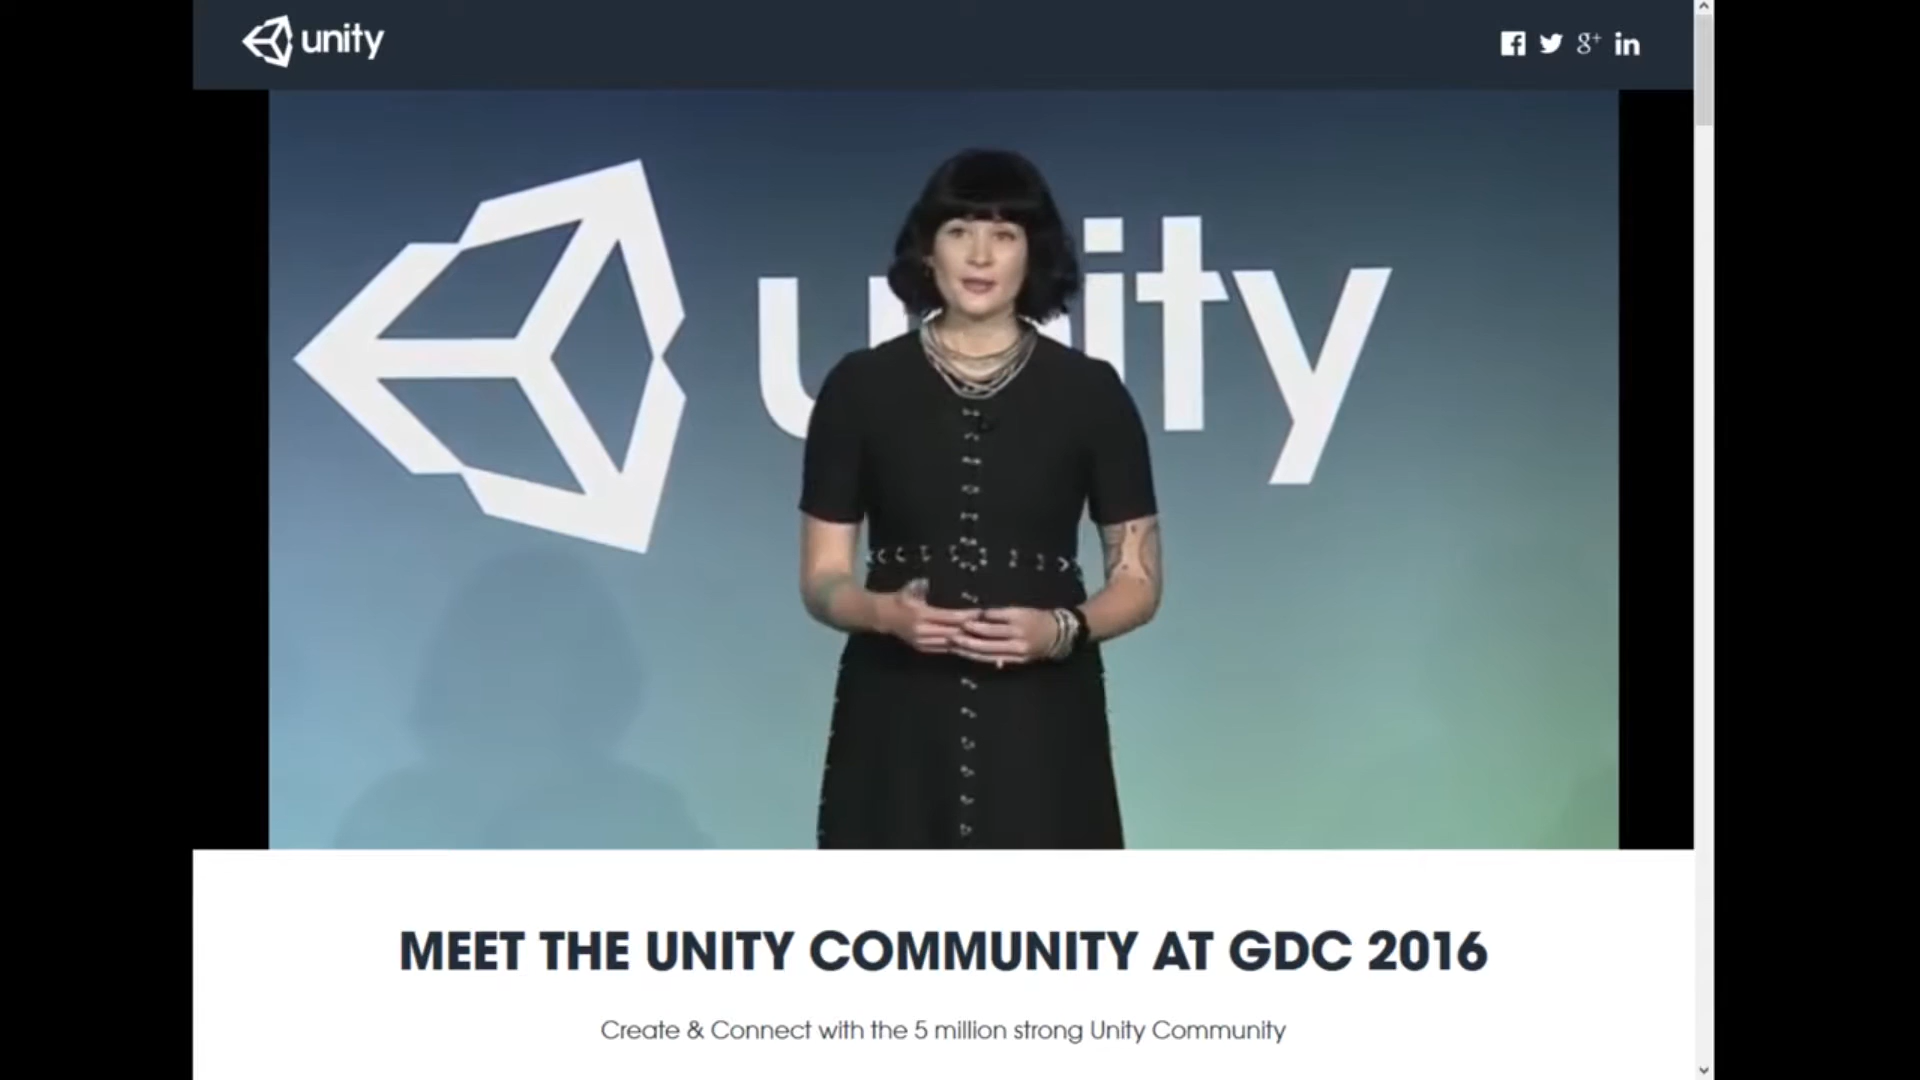 unity
unity
MEET THE UNITY COMMUNITY AT GDC 2016
Create & Connect with the 5 million strong Unity Community